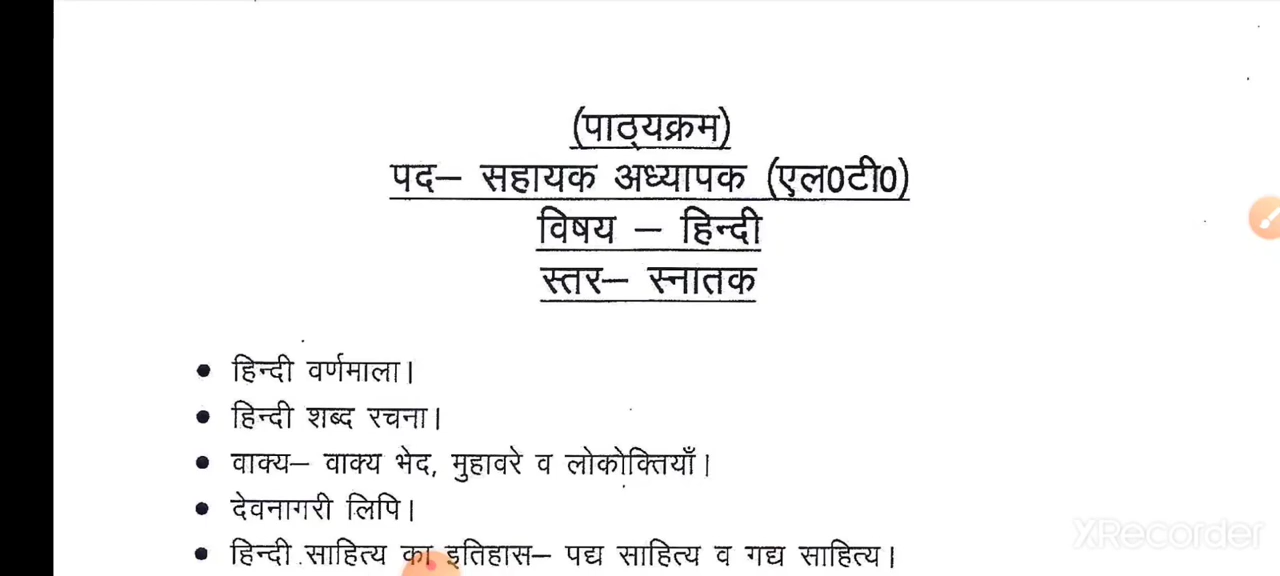 (पाठ्यक्रम)
पद– सहायक अध्यापक (एल0टी0)
विषय – हिन्दी
स्तर– स्नातक
• हिन्दी वर्णमाला।
• हिन्दी शब्द रचना।
• वाक्य– वाक्य भेद, मुहावरे व लोकोक्तियाँ।
• देवनागरी लिपि।
• हिन्दी साहित्य का इतिहास– पद्य साहित्य व गद्य साहित्य।
XRecorder